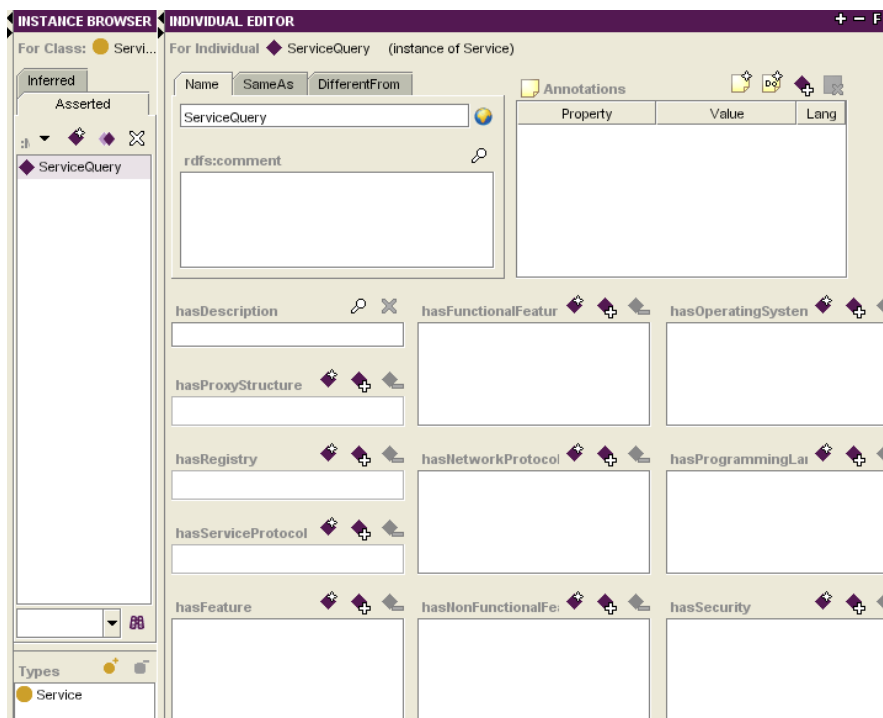 INSTANCE BROWSER
For Class: Servi...
Inferred
Asserted
ServiceQuery
Types
Service
INDIVIDUAL EDITOR + − F
For Individual ServiceQuery (instance of Service)
Name SameAs DifferentFrom
ServiceQuery
rdfs:comment
Annotations
Property Value Lang
hasDescription hasFunctionalFeatur hasOperatingSysten
hasProxyStructure
hasRegistry hasNetworkProtocol hasProgrammingLai
hasServiceProtocol
hasFeature hasNonFunctionalFe hasSecurity